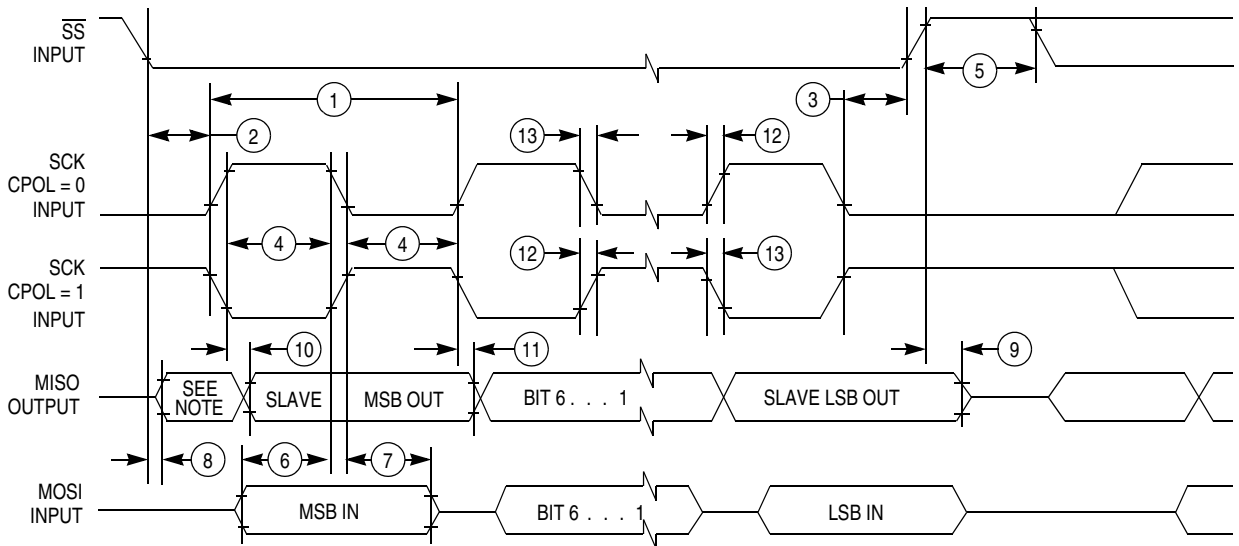 SS
INPUT
5
1
3
2
13
12
SCK
CPOL = 0
INPUT
4
4
12
13
SCK
CPOL = 1
INPUT
10
11
9
MISO
OUTPUT
SEE
NOTE
SLAVE
MSB OUT
BIT 6 . . . 1
SLAVE LSB OUT
8
6
7
MOSI
INPUT
MSB IN
BIT 6 . . . 1
LSB IN